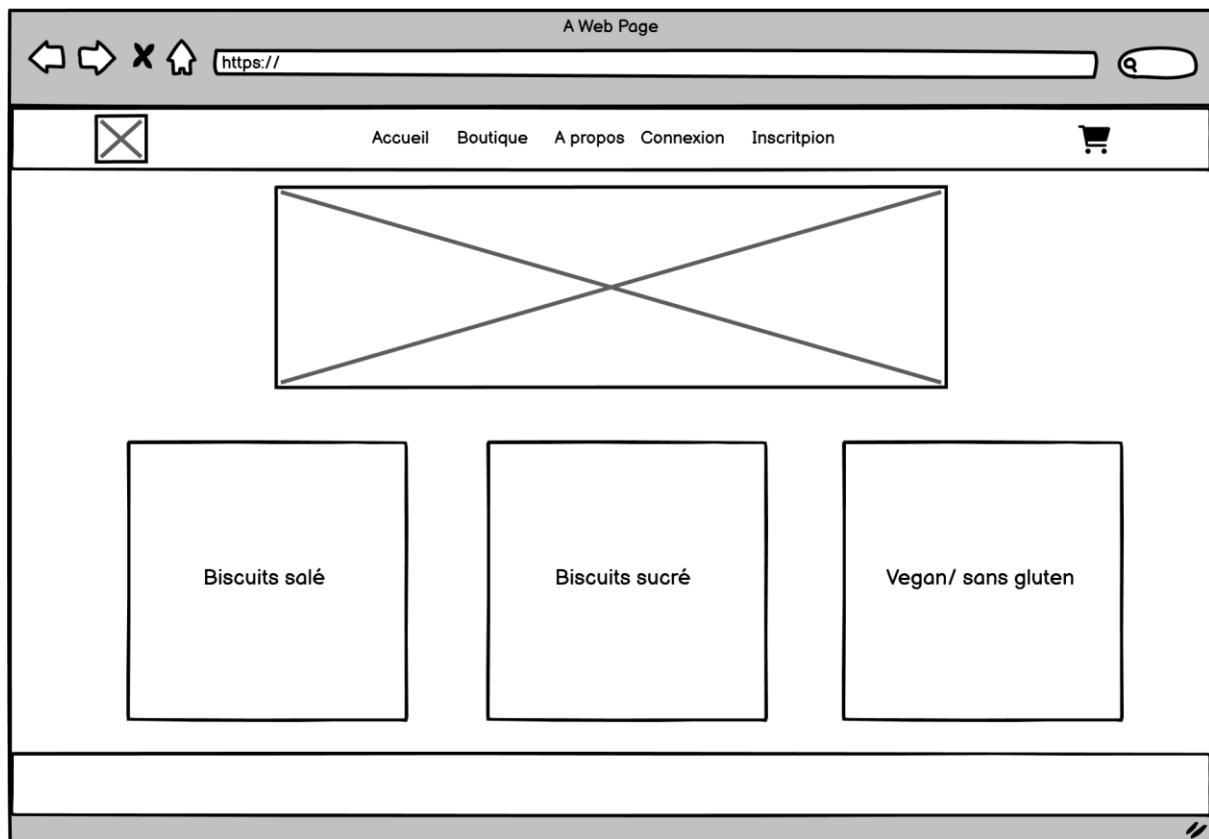 A Web Page
https://
Accueil Boutique A propos Connexion Inscritpion
Biscuits salé Biscuits sucré Vegan/ sans gluten